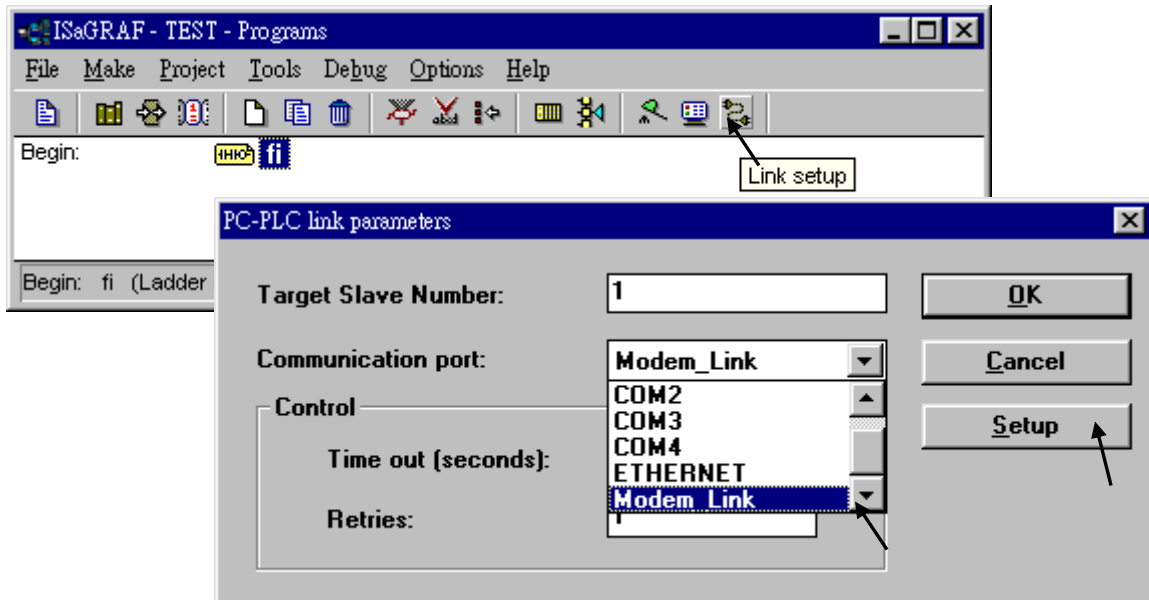 ISaGRAF - TEST - Programs
File Make Project Tools Debug Options Help
Begin: fi
Link setup
PC-PLC link parameters
Begin: fi (Ladder
Target Slave Number: 1 OK
Communication port: Modem_Link Cancel
COM2
Control COM3 Setup
COM4
Time out (seconds): ETHERNET
Modem_Link
Retries: 1